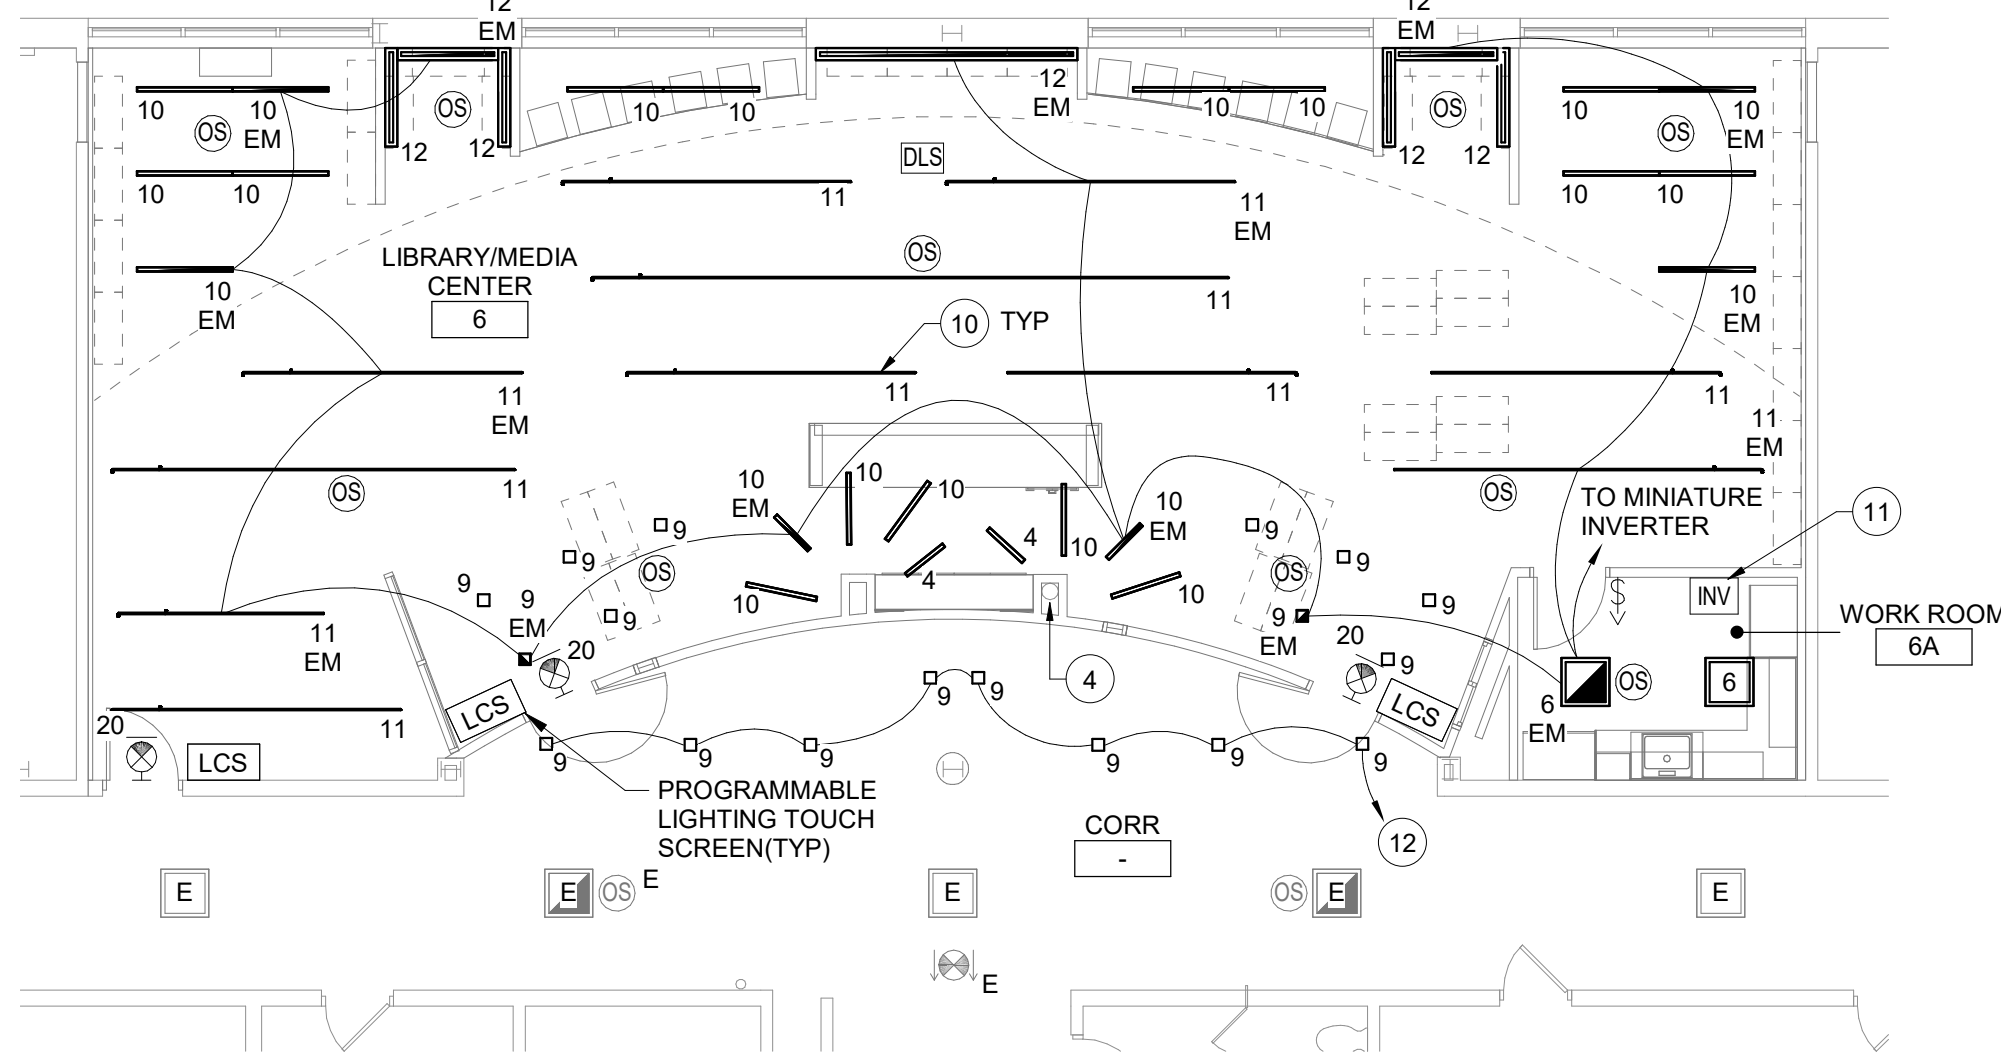 12
EM
12
EM
10
10
EM
OS
12
OS
12
10
10
12
EM
10
10
12
OS
12
10
10
EM
OS
10
10
DLS
10
10
11
11
EM
LIBRARY/MEDIA
CENTER
6
OS
10
EM
11
10
EM
10 TYP
11
EM
11
11
11
11
EM
OS
11
10
EM
10
10
10
EM
10
OS
TO MINIATURE
INVERTER
11
9
9
4
4
9
9
OS
OS
9
9
EM
9
10
10
9
9
EM
20
20
9
INV
WORK ROOM
6A
11
EM
4
9
9
LCS
LCS
6
EM
OS
6
20
LCS
11
9
9
9
9
9
9
PROGRAMMABLE
LIGHTING TOUCH
SCREEN(TYP)
CORR
-
12
E
E
OS
E
E
OS
E
E
E